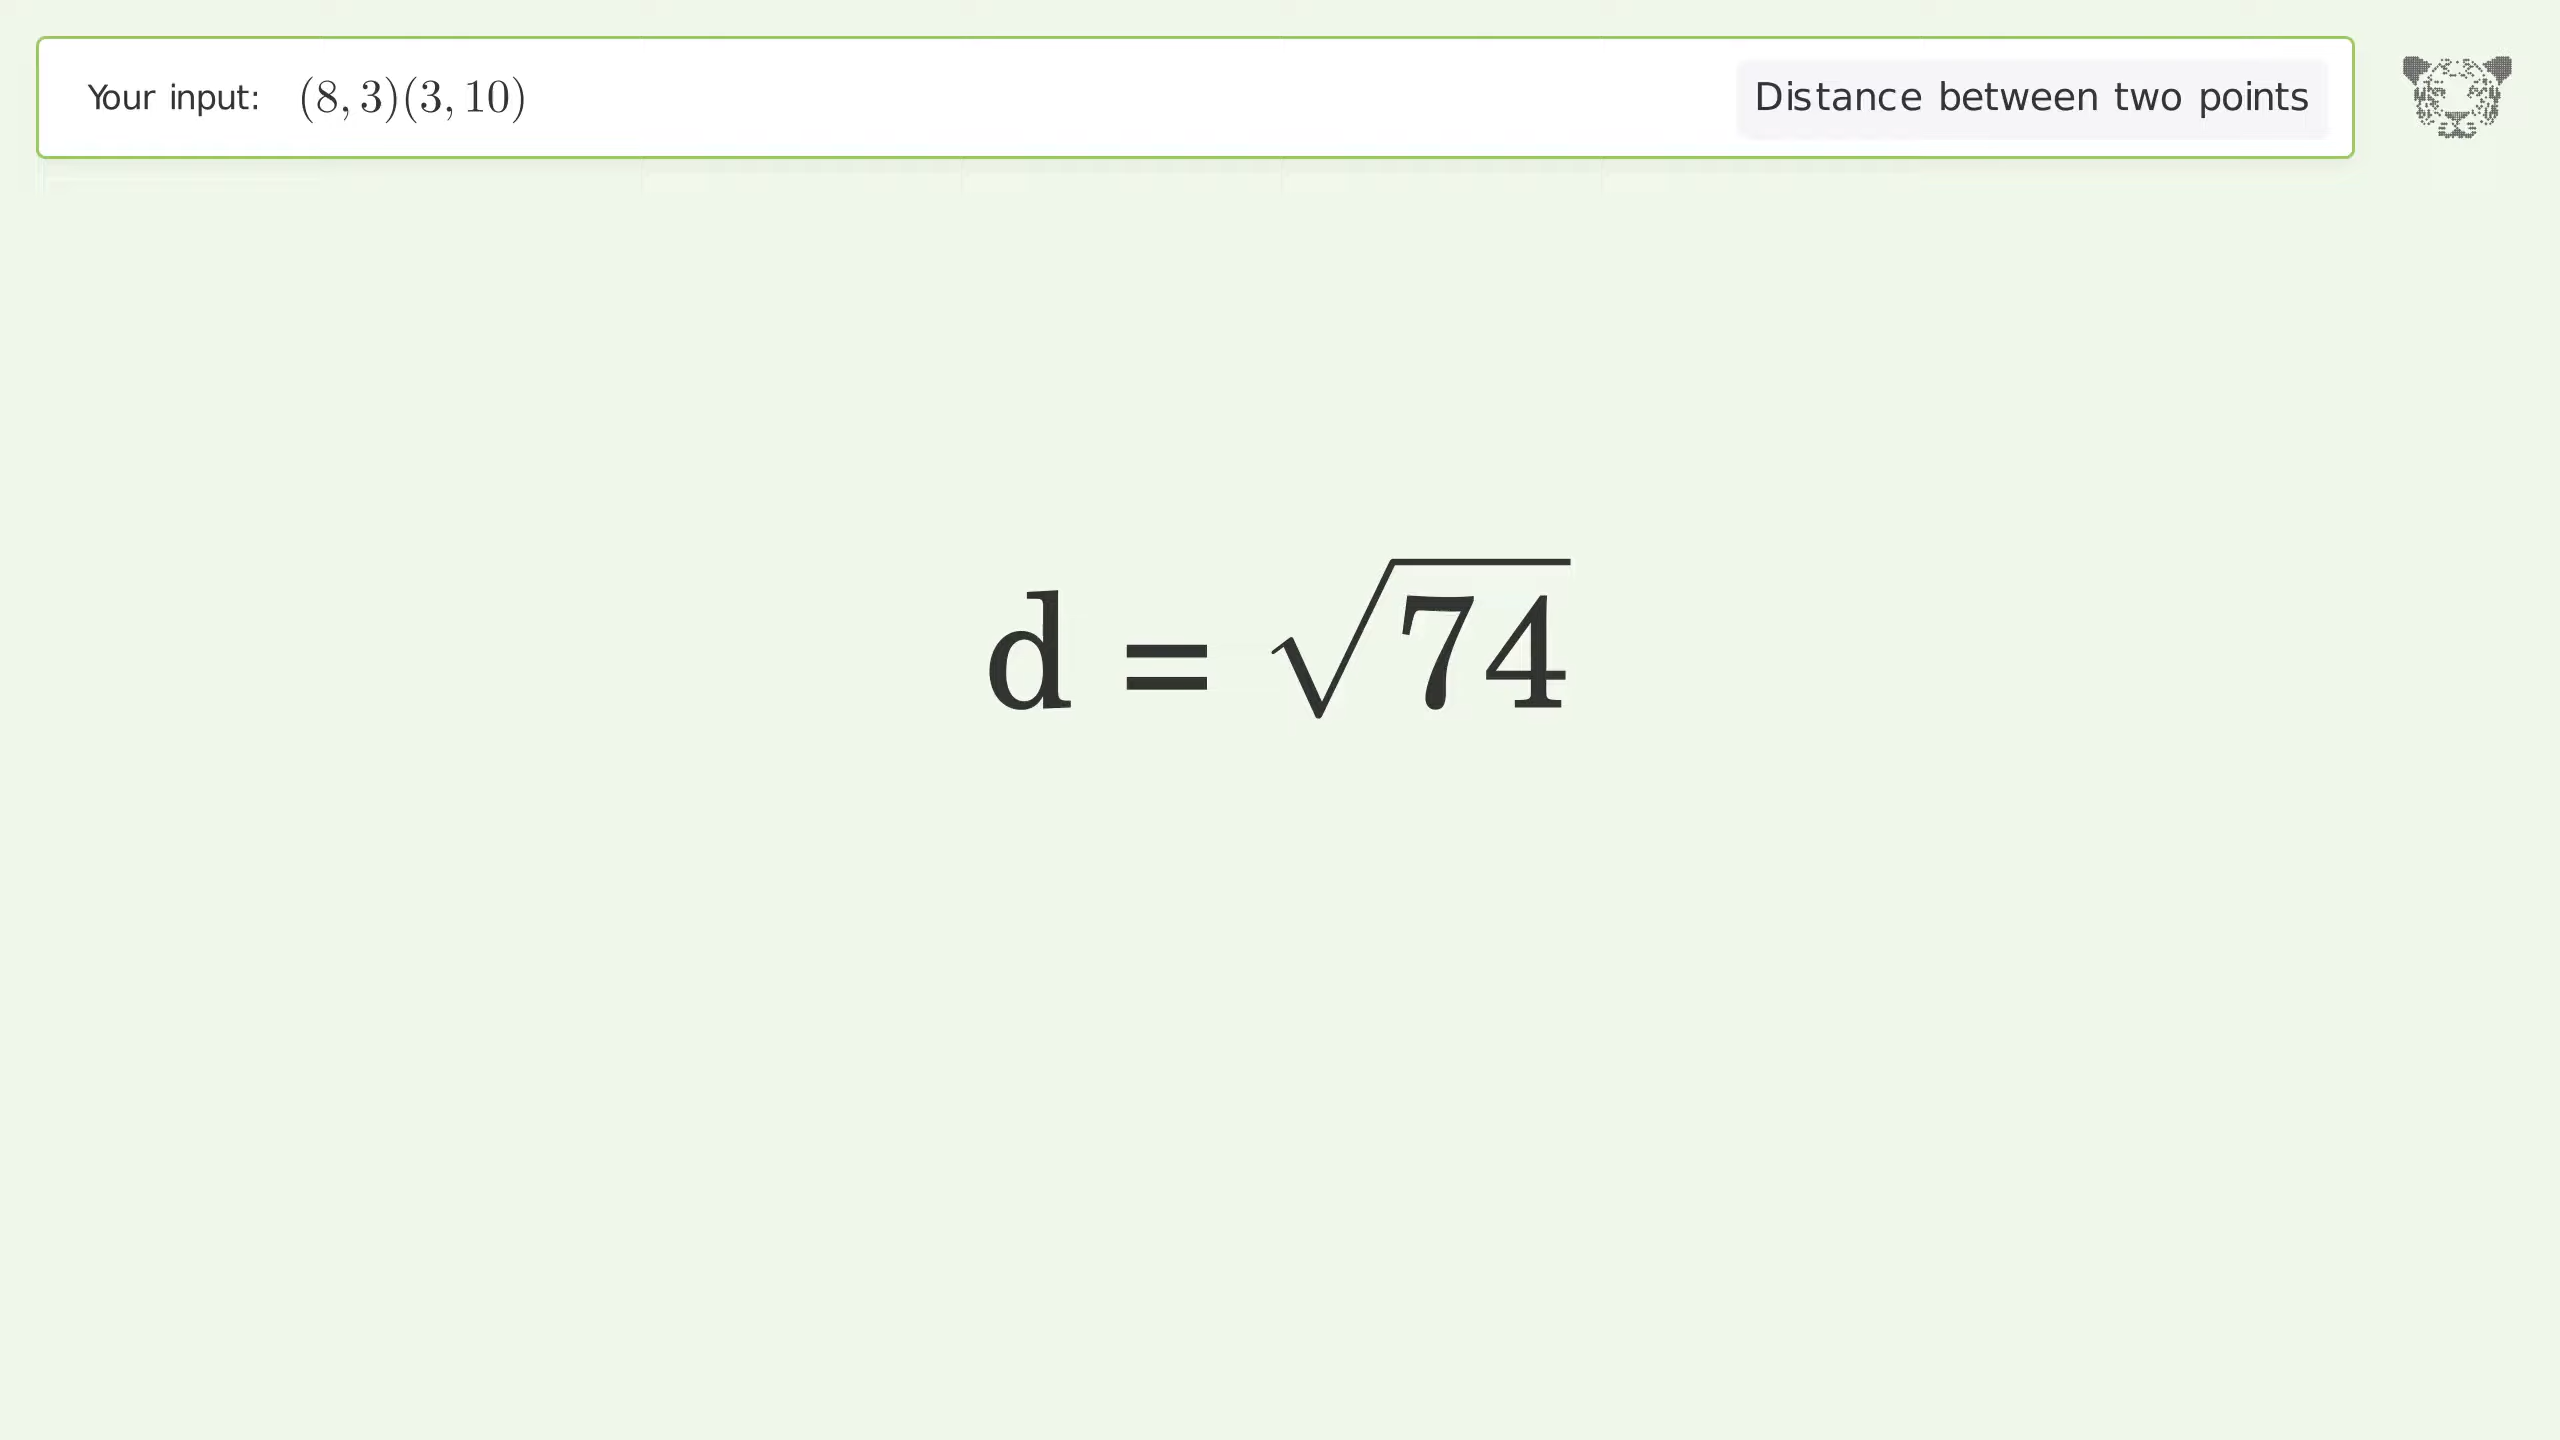 Your input: (8, 3)(3, 10) Distance between two points
d = √74